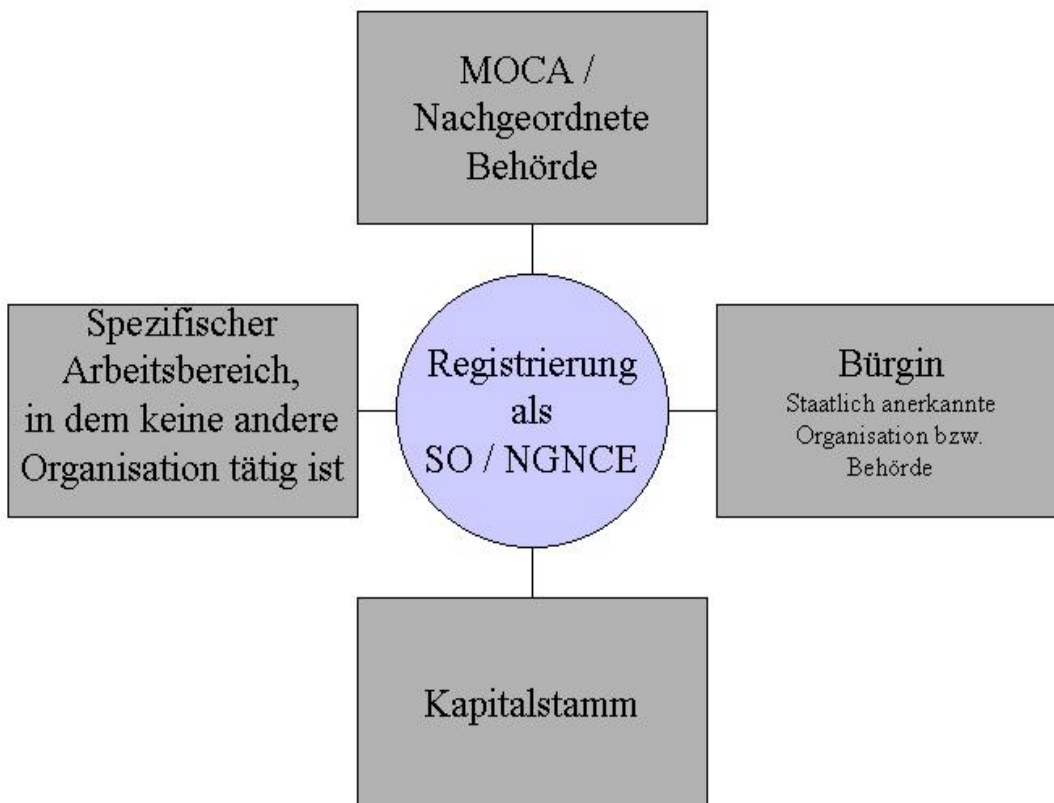 MOCA /
Nachgeordnete
Behörde
Spezifischer
Arbeitsbereich,
in dem keine andere
Organisation tätig ist
Registrierung
als
SO / NGNCE
Bürgin
Staatlich anerkannte
Organisation bzw.
Behörde
Kapitalstamm